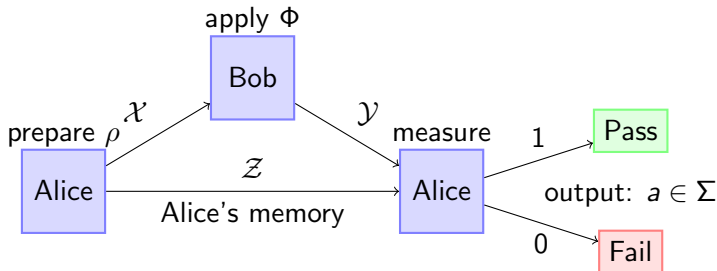 apply Φ
Bob
𝒳
𝒴
prepare ρ
measure
Alice
𝒵
Alice's memory
Alice
1
Pass
output: a ∈ Σ
0
Fail